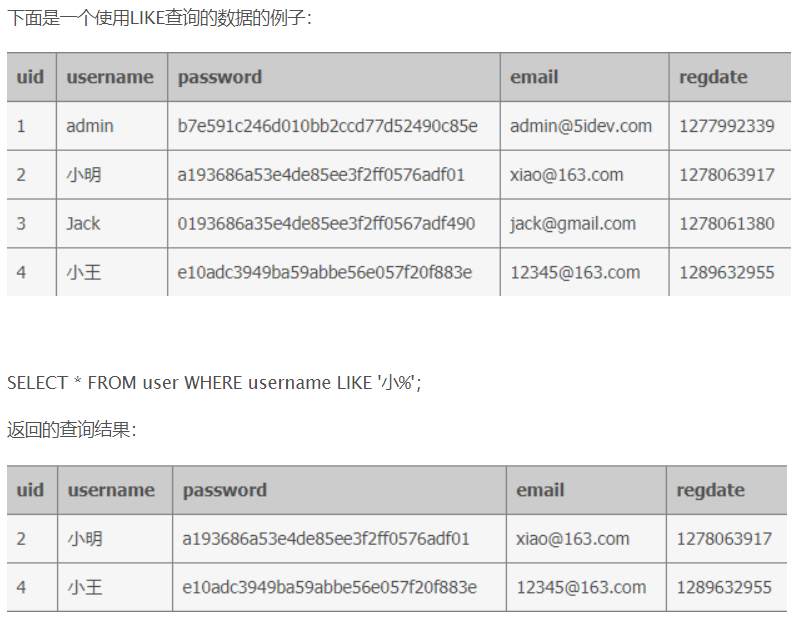 下面是一个使用LIKE查询的数据的例子：
uid username password email regdate
1 admin b7e591c246d010bb2ccd77d52490c85e admin@5idev.com 1277992339
2 小明 a193686a53e4de85ee3f2ff0576adf01 xiao@163.com 1278063917
3 Jack 0193686a35e4de85ee3f2ff0567adf490 jack@gmail.com 1278061380
4 小王 e10adc3949ba59abbe56e057f20f883e 12345@163.com 1289632955
SELECT * FROM user WHERE username LIKE '小%';
返回的查询结果：
uid username password email regdate
2 小明 a193686a53e4de85ee3f2ff0576adf01 xiao@163.com 1278063917
4 小王 e10adc3949ba59abbe56e057f20f883e 12345@163.com 1289632955